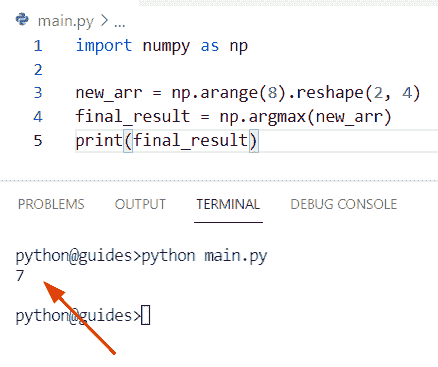 main.py > ...
1 import numpy as np
2
3 new_arr = np.arange(8).reshape(2, 4)
4 final_result = np.argmax(new_arr)
5 print(final_result)
PROBLEMS OUTPUT TERMINAL DEBUG CONSOLE
python@guides>python main.py
7
python@guides>